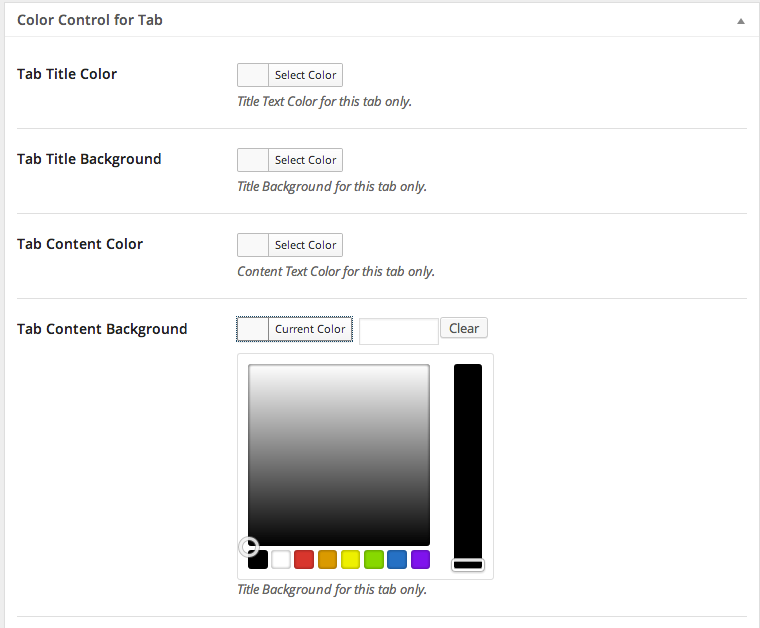 Color Control for Tab
Tab Title Color
Select Color
Title Text Color for this tab only.
Tab Title Background
Select Color
Title Background for this tab only.
Tab Content Color
Select Color
Content Text Color for this tab only.
Tab Content Background
Current Color
Clear
Title Background for this tab only.